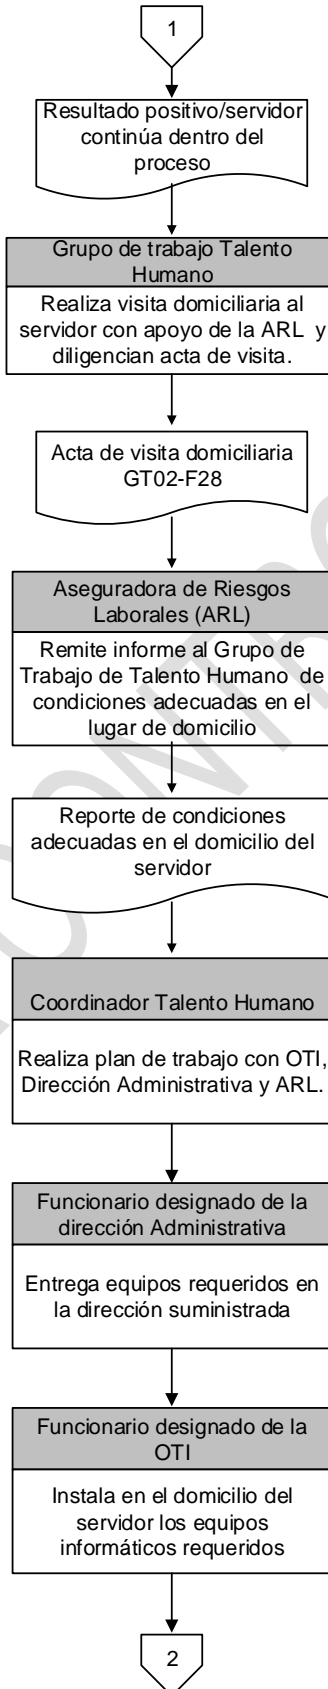 1
Resultado positivo/servidor
continúa dentro del
proceso
Grupo de trabajo Talento
Humano
Realiza visita domiciliaria al
servidor con apoyo de la ARL y
diligencian acta de visita.
Acta de visita domiciliaria
GT02-F28
Aseguradora de Riesgos
Laborales (ARL)
Remite informe al Grupo de
Trabajo de Talento Humano de
condiciones adecuadas en el
lugar de domicilio
Reporte de condiciones
adecuadas en el domicilio del
servidor
Coordinador Talento Humano
Realiza plan de trabajo con OTI,
Dirección Administrativa y ARL.
Funcionario designado de la
dirección Administrativa
Entrega equipos requeridos en
la dirección suministrada
Funcionario designado de la
OTI
Instala en el domicilio del
servidor los equipos
informáticos requeridos
2